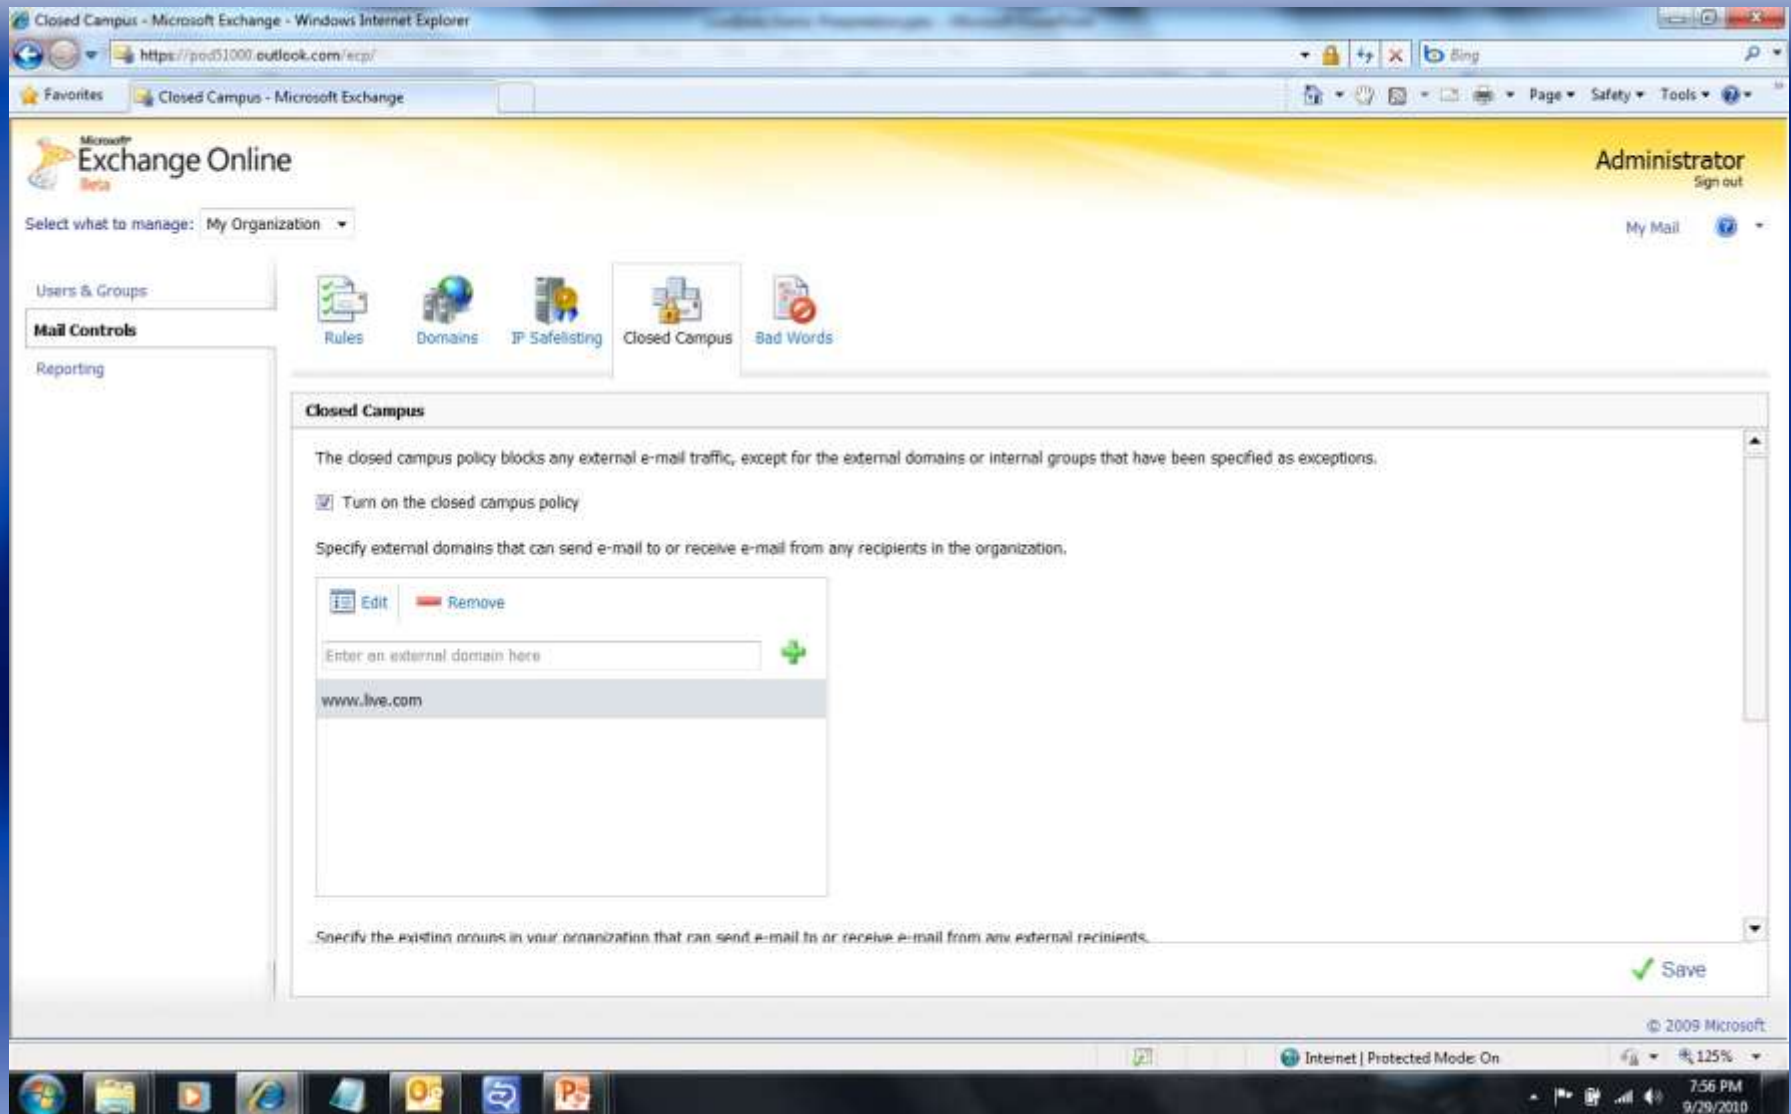 Closed Campus - Microsoft Exchange - Windows Internet Explorer
https://pod51000.outlook.com/ecp/
Bing
Favorites
Closed Campus - Microsoft Exchange
Page
Safety
Tools
Microsoft®
Exchange Online
Beta
Administrator
Sign out
Select what to manage: My Organization
My Mail
Users & Groups
Mail Controls
Reporting
Rules
Domains
IP Safelisting
Closed Campus
Bad Words
Closed Campus
The closed campus policy blocks any external e-mail traffic, except for the external domains or internal groups that have been specified as exceptions.
Turn on the closed campus policy
Specify external domains that can send e-mail to or receive e-mail from any recipients in the organization.
Edit
Remove
Enter an external domain here
www.live.com
Specify the existing groups in your organization that can send e-mail to or receive e-mail from any external recipients.
Save
© 2009 Microsoft
Internet | Protected Mode: On
125%
7:56 PM
9/29/2010